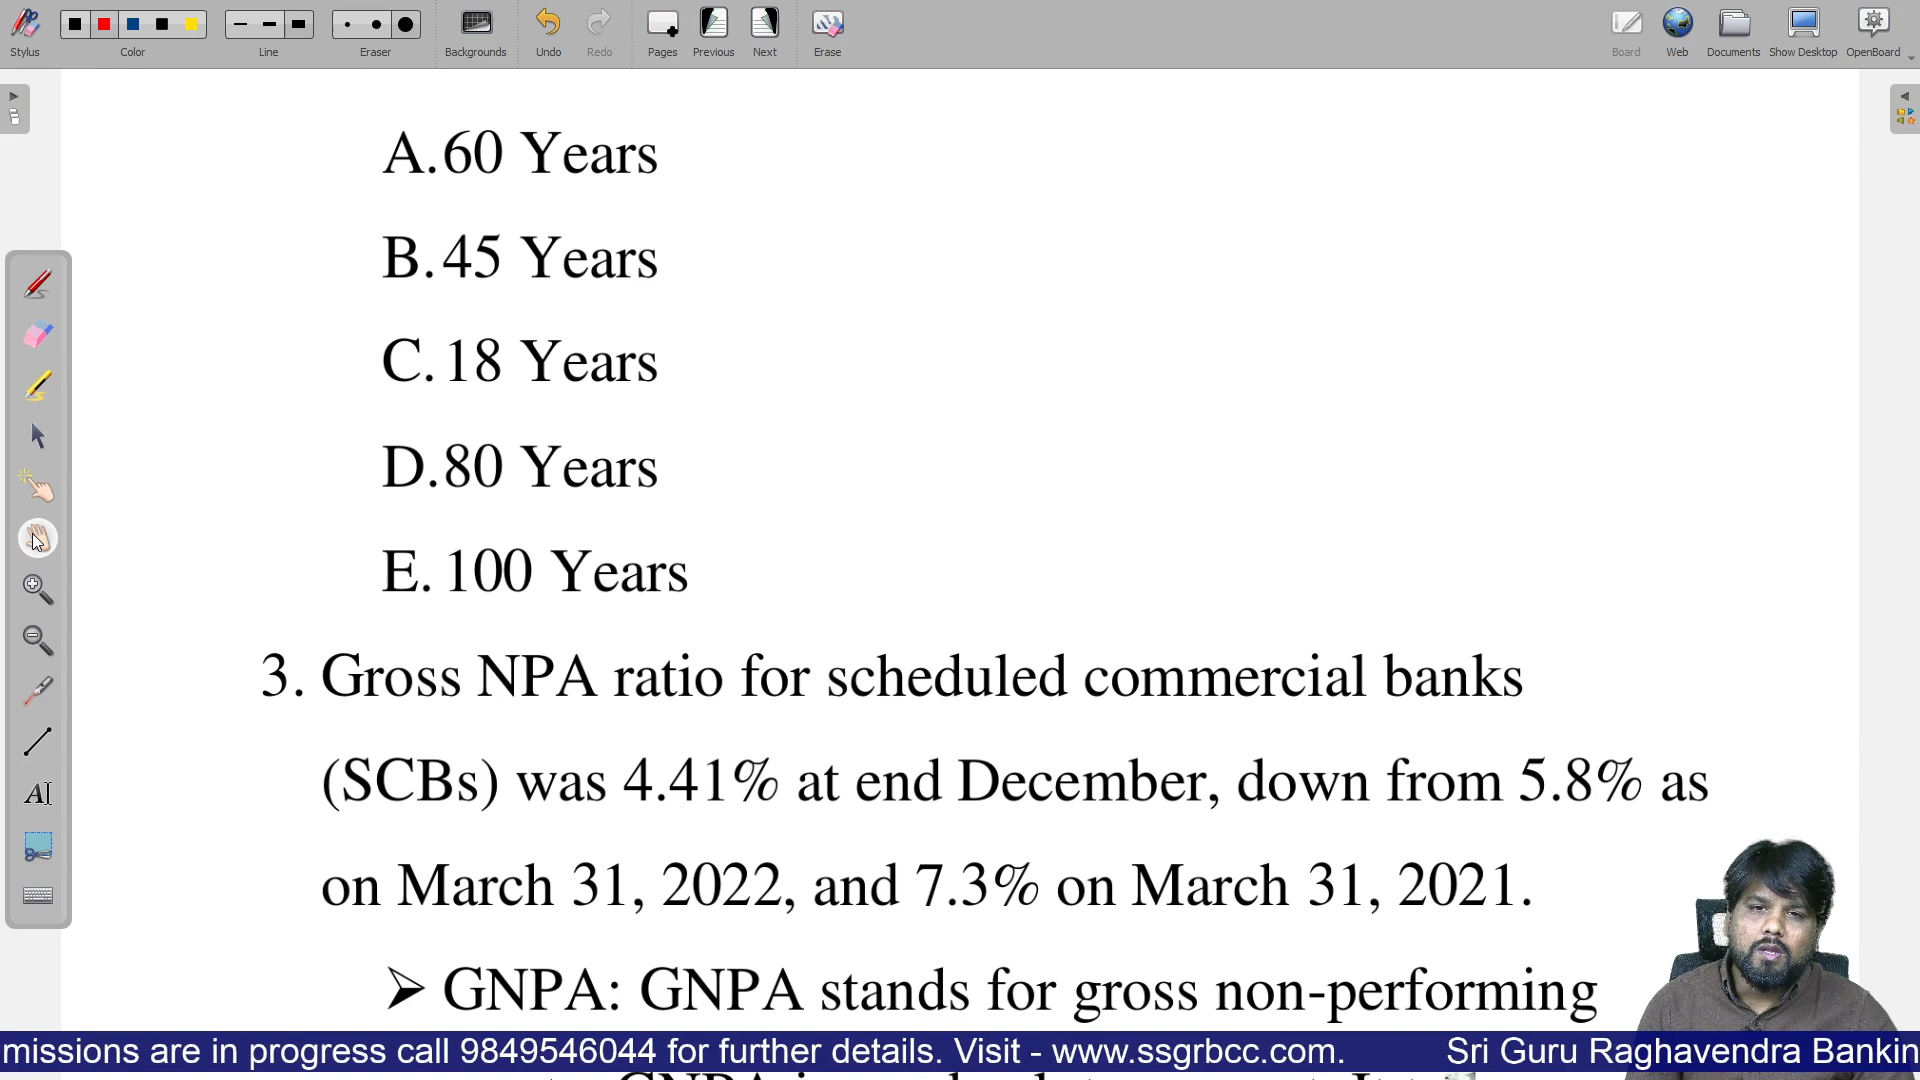 Stylus
Color
Line
Eraser
Backgrounds
Undo
Redo
Pages
Previous
Next
Erase
Board
Web
Documents
Show Desktop
OpenBoard
A. 60 Years
B. 45 Years
C. 18 Years
D. 80 Years
E. 100 Years
3. Gross NPA ratio for scheduled commercial banks
(SCBs) was 4.41% at end December, down from 5.8% as
on March 31, 2022, and 7.3% on March 31, 2021.
➢ GNPA: GNPA stands for gross non-performing
missions are in progress call 9849546044 for further details. Visit - www.ssgrbcc.com. Sri Guru Raghavendra Bankin